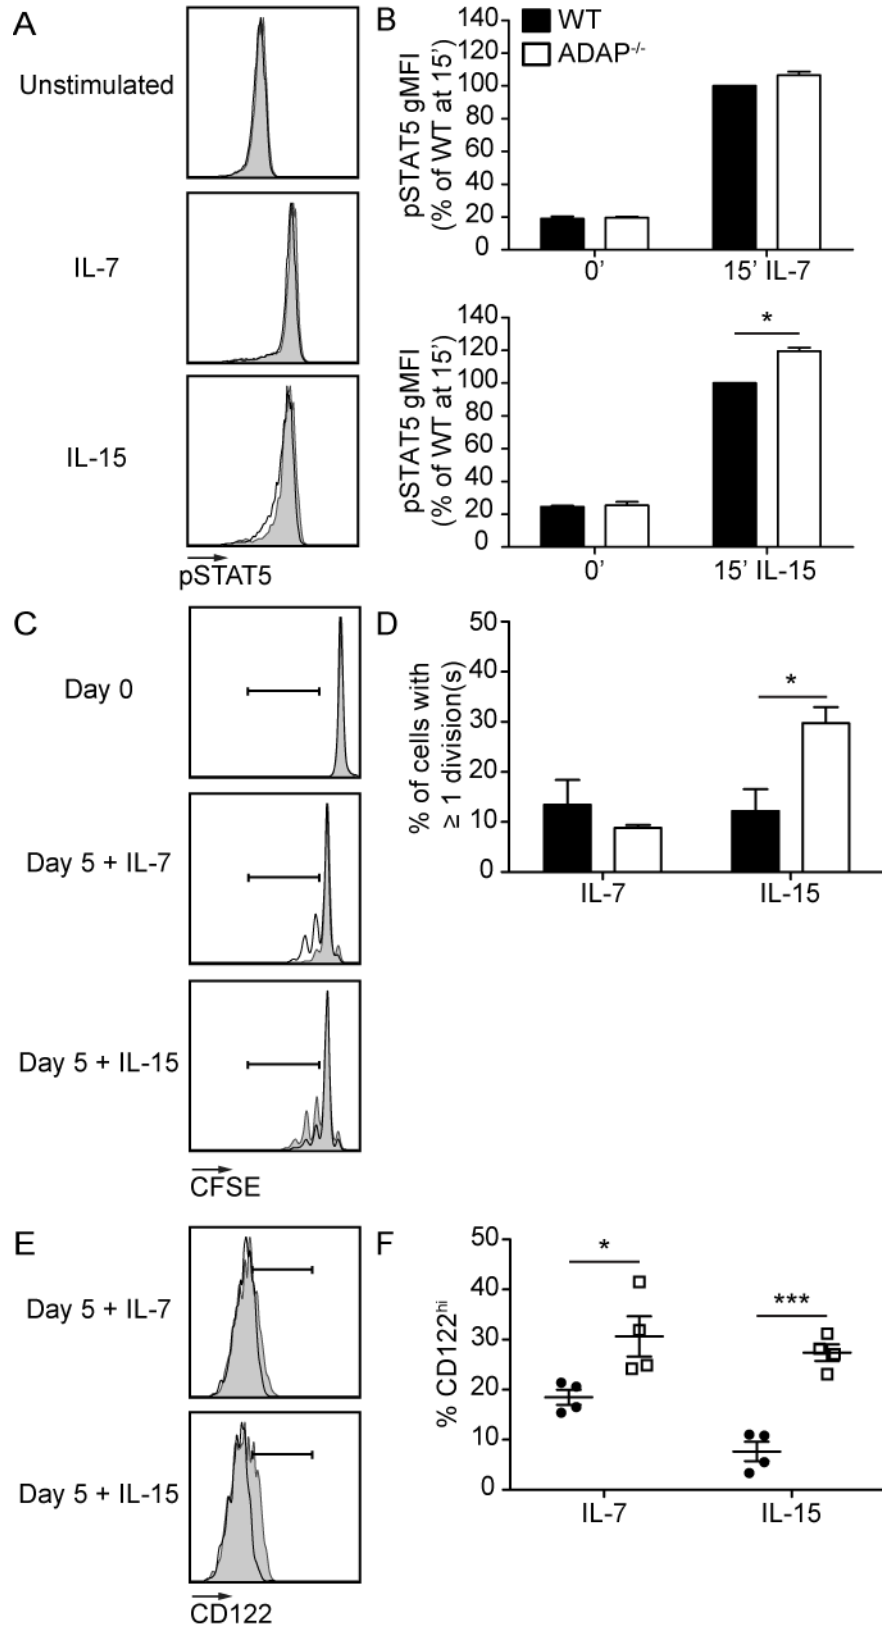 A
Unstimulated
IL-7
IL-15
pSTAT5
B
WT
ADAP-/-
pSTAT5 gMFI
(% of WT at 15')
140
120
100
80
60
40
20
0
0'
15' IL-7
pSTAT5 gMFI
(% of WT at 15')
140
120
100
80
60
40
20
0
*
0'
15' IL-15
C
Day 0
Day 5 + IL-7
Day 5 + IL-15
CFSE
D
% of cells with
≥ 1 division(s)
50
40
30
20
10
0
*
IL-7
IL-15
E
Day 5 + IL-7
Day 5 + IL-15
CD122
F
% CD122hi
50
40
30
20
10
0
*
***
IL-7
IL-15